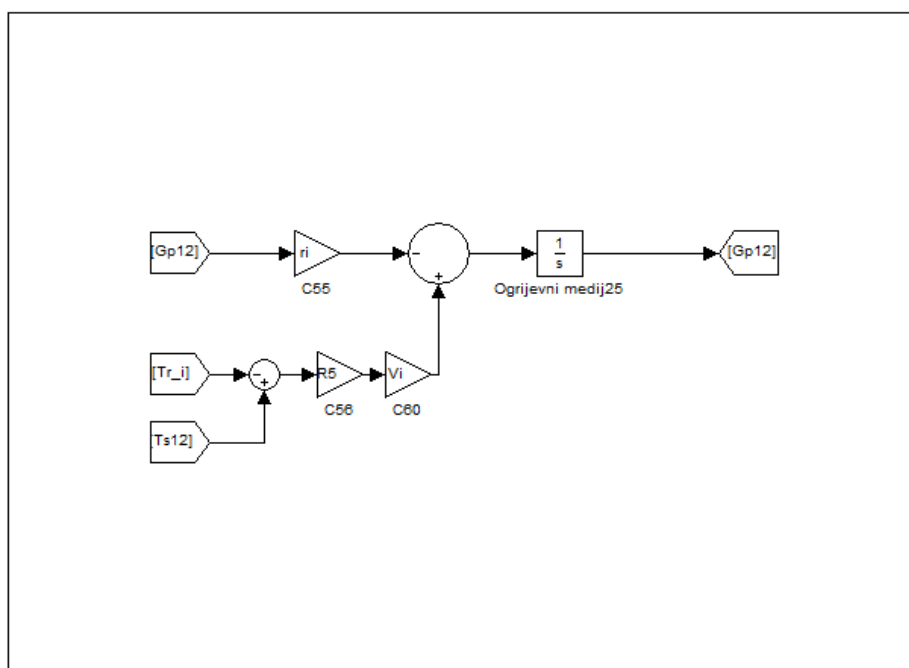 [Gp12]
ri
-
+
1
s
[Gp12]
C55
Ogrijevni medij25
[Tr_i]
-
+
R5
Vi
C56
C60
[Ts12]